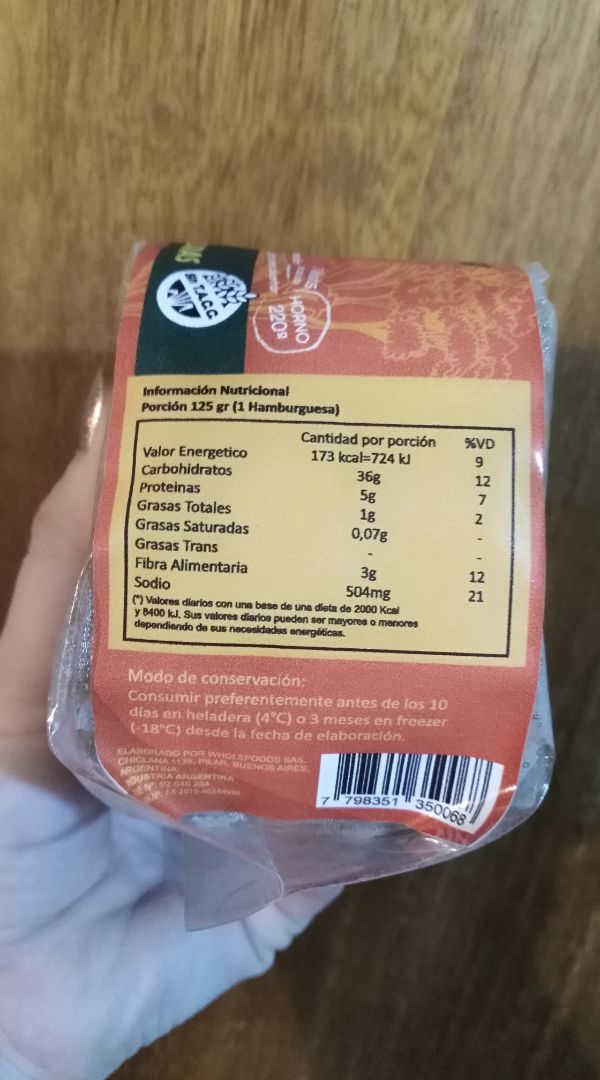 SIN T.A.C.C.
HORNO
220º
Información Nutricional
Porción 125 gr (1 Hamburguesa)
Cantidad por porción %VD
Valor Energetico 173 kcal=724 kJ 9
Carbohidratos 36g 12
Proteinas 5g 7
Grasas Totales 1g 2
Grasas Saturadas 0,07g -
Grasas Trans - -
Fibra Alimentaria 3g 12
Sodio 504mg 21
(*) Valores diarios con una base de una dieta de 2000 Kcal
y 8400 kJ. Sus valores diarios pueden ser mayores o menores
dependiendo de sus necesidades energéticas.
Modo de conservación:
Consumir preferentemente antes de los 10
días en heladera (4°C) o 3 meses en freezer
(-18°C) desde la fecha de elaboración.
ELABORADO POR WHOLEFOODS SAS.
CHICLANA 1135, PILAR, BUENOS AIRES,
ARGENTINA
INDUSTRIA ARGENTINA
7 798351 350068